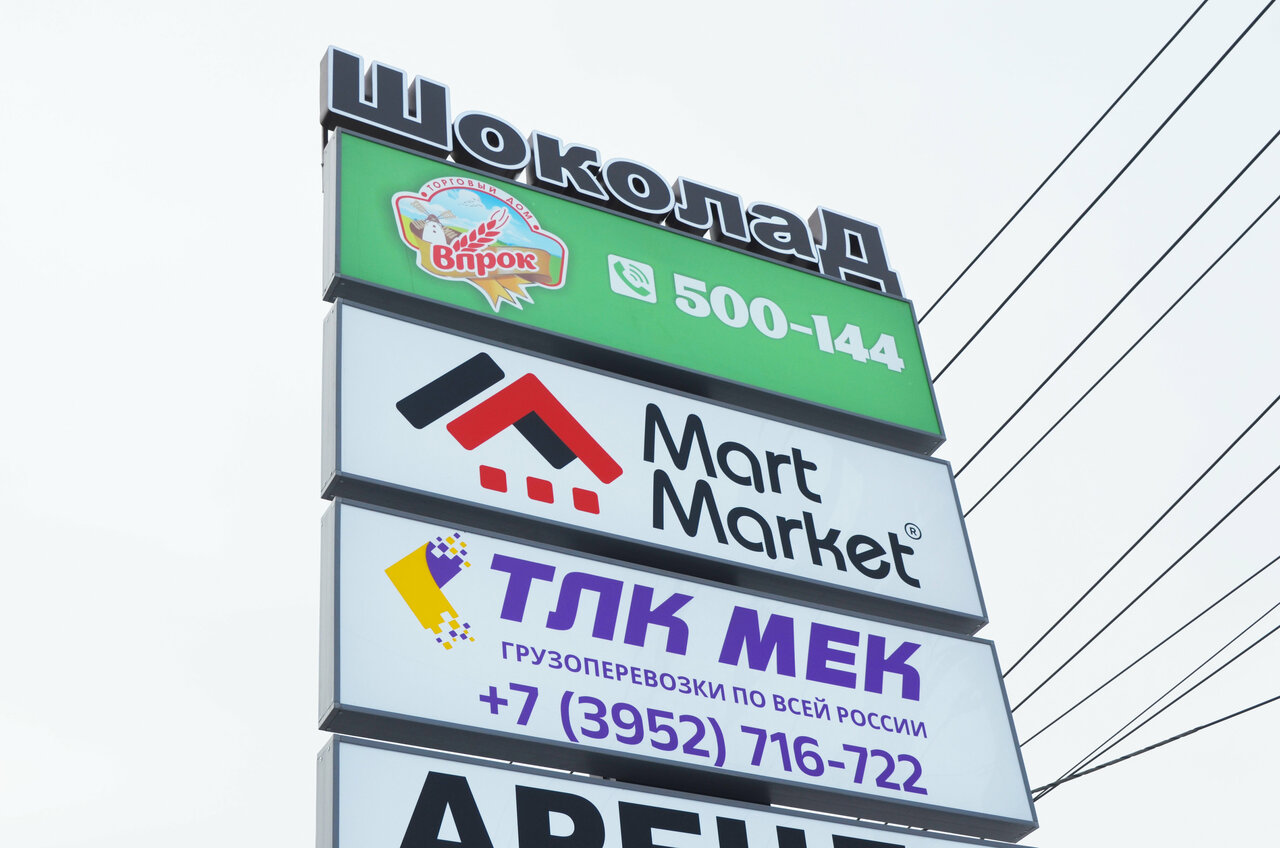 Шоколад
ТОРГОВЫЙ ДОМ
Впрок
500-144
Mart
Market®
ТЛК МЕК
ГРУЗОПЕРЕВОЗКИ ПО ВСЕЙ РОССИИ
+7 (3952) 716-722